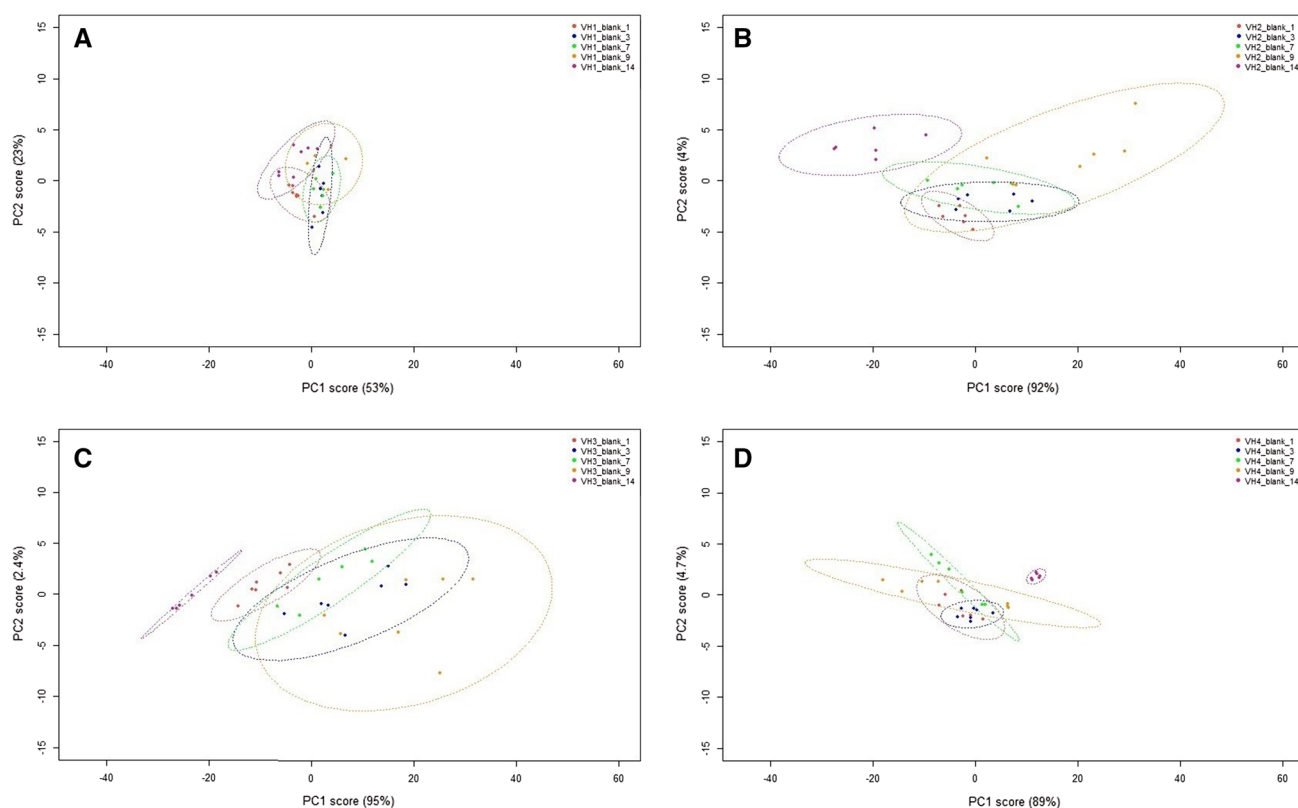 A
VH1_blank_1
VH1_blank_3
VH1_blank_7
VH1_blank_9
VH1_blank_14
15
10
5
0
-5
-10
-15
PC2 score (23%)
-40 -20 0 20 40 60
PC1 score (53%)
B
VH2_blank_1
VH2_blank_3
VH2_blank_7
VH2_blank_9
VH2_blank_14
15
10
5
0
-5
-10
-15
PC2 score (4%)
-40 -20 0 20 40 60
PC1 score (92%)
C
VH3_blank_1
VH3_blank_3
VH3_blank_7
VH3_blank_9
VH3_blank_14
15
10
5
0
-5
-10
-15
PC2 score (2.4%)
-40 -20 0 20 40 60
PC1 score (95%)
D
VH4_blank_1
VH4_blank_3
VH4_blank_7
VH4_blank_9
VH4_blank_14
15
10
5
0
-5
-10
-15
PC2 score (4.7%)
-40 -20 0 20 40 60
PC1 score (89%)